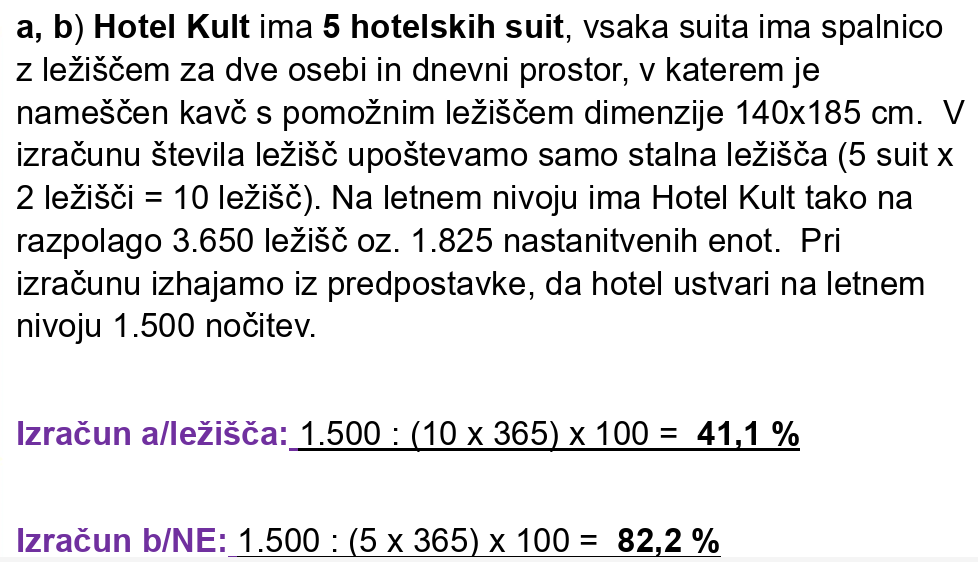 a, b) Hotel Kult ima 5 hotelskih suit, vsaka suita ima spalnico
z ležiščem za dve osebi in dnevni prostor, v katerem je
nameščen kavč s pomožnim ležiščem dimenzije 140x185 cm.  V
izračunu števila ležišč upoštevamo samo stalna ležišča (5 suit x
2 ležišči = 10 ležišč). Na letnem nivoju ima Hotel Kult tako na
razpolago 3.650 ležišč oz. 1.825 nastanitvenih enot.  Pri
izračunu izhajamo iz predpostavke, da hotel ustvari na letnem
nivoju 1.500 nočitev.
Izračun a/ležišča: 1.500 : (10 x 365) x 100 =  41,1 %
Izračun b/NE: 1.500 : (5 x 365) x 100 =  82,2 %